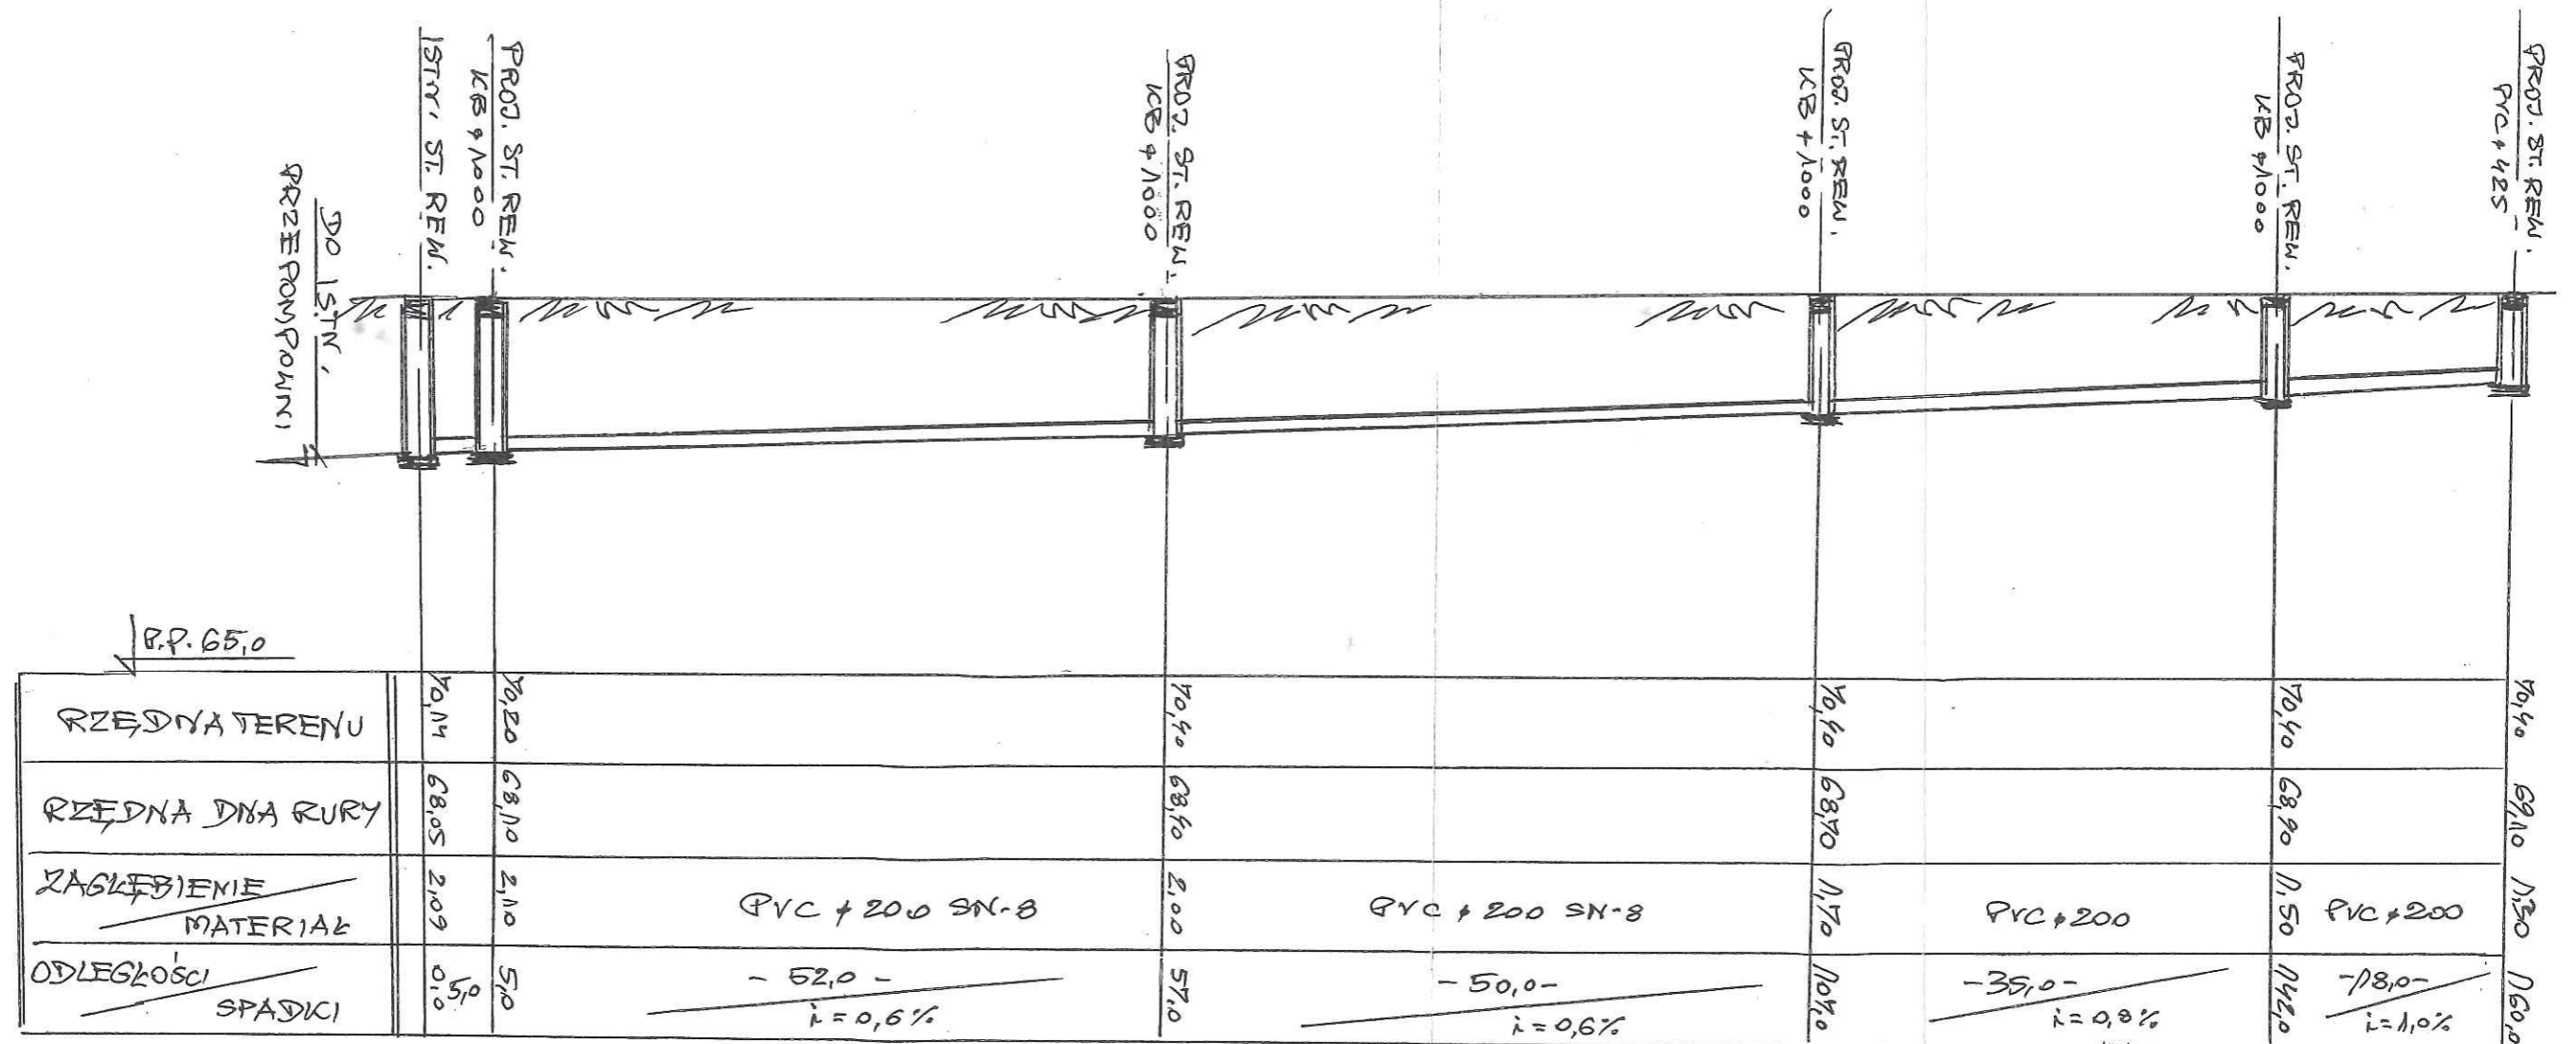 DO ISTN.
PRZEPOMPOWNI
ISTN. ST. REW.
PROJ. ST. REW.
KB ϕ1000
PROJ. ST. REW.
KB ϕ1000
PROJ. ST. REW.
KB ϕ1000
PROJ. ST. REW.
KB ϕ1000
PROJ. ST. REW.
PVC ϕ425
P.P. 65,0
RZĘDNA TERENU 70,14 70,20 70,40 70,40 70,40 70,40
RZĘDNA DNA RURY 68,05 68,10 68,40 68,70 68,90 69,10
ZAGŁĘBIENIE
MATERIAŁ
2,09 2,10 PVC ϕ200 SN-8 2,00 PVC ϕ200 SN-8 1,70 PVC ϕ200 1,50 PVC ϕ200 1,30
ODLEGŁOŚCI
SPADKI
0,0 5,0 5,0 - 52,0 - 57,0 - 50,0 - 107,0 - 35,0 - 142,0 - 18,0 - 160,0
i = 0,6% i = 0,6% i = 0,8% i = 1,0%